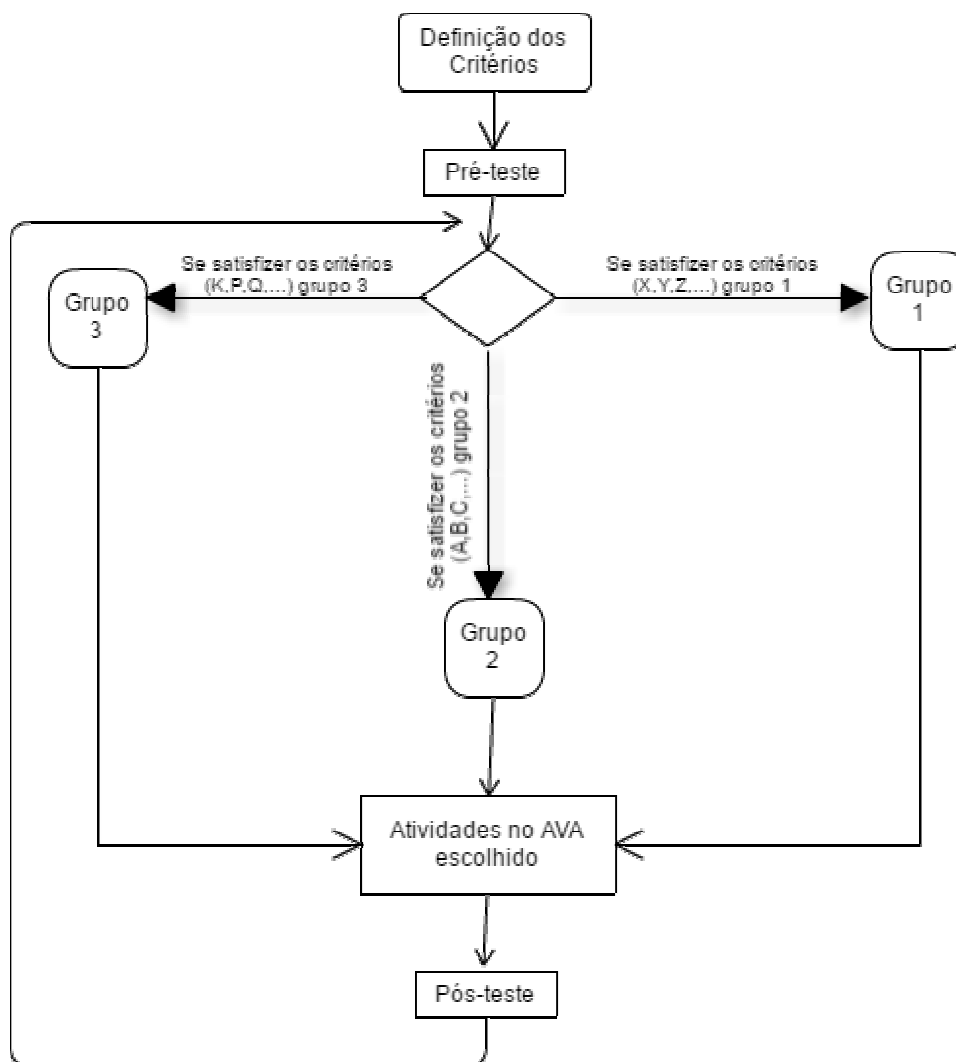 Definição dos
Critérios
Pré-teste
Se satisfizer os critérios
(K,P,Q,...) grupo 3
Se satisfizer os critérios
(X,Y,Z,...) grupo 1
Grupo
3
Grupo
1
Se satisfizer os critérios
(A,B,C,...) grupo 2
Grupo
2
Atividades no AVA
escolhido
Pós-teste